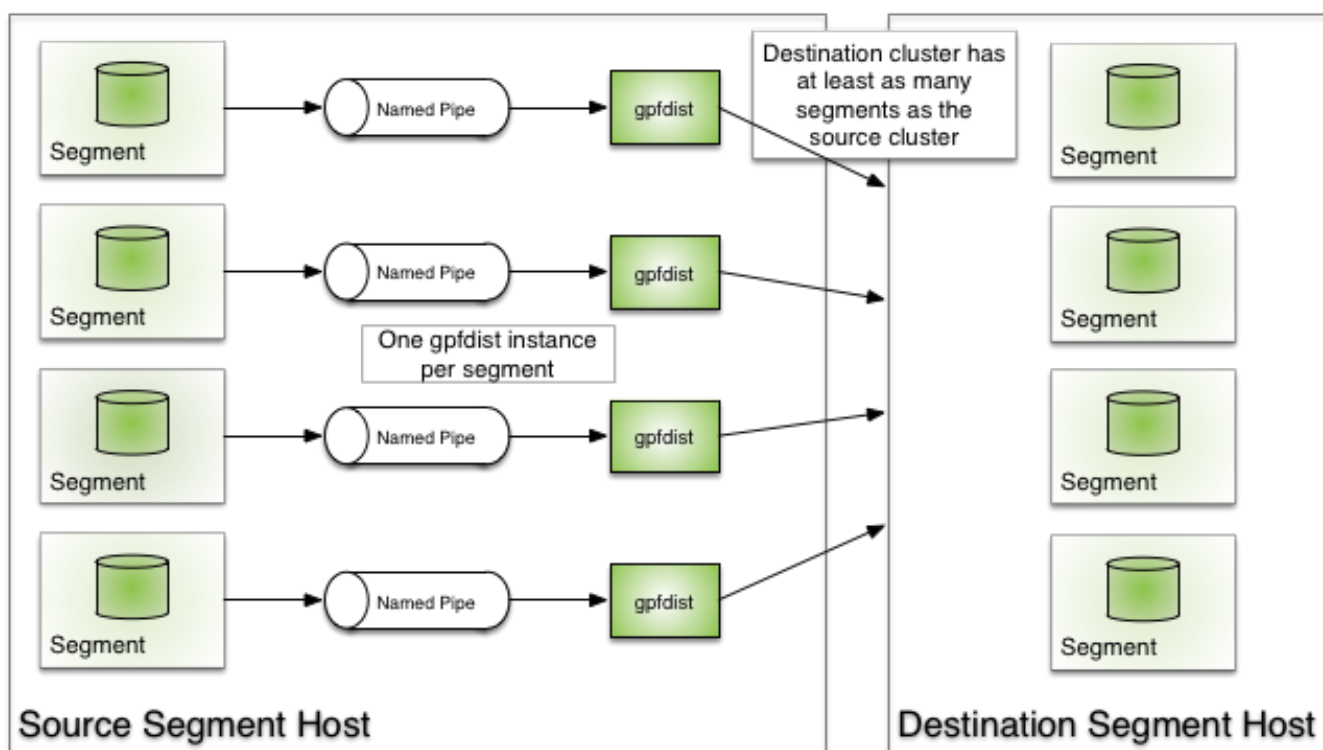 Destination cluster has
at least as many
segments as the
source cluster
Segment
Named Pipe
gpfdist
Segment
Segment
Named Pipe
gpfdist
Segment
One gpfdist instance
per segment
Segment
Named Pipe
gpfdist
Segment
Segment
Named Pipe
gpfdist
Segment
Source Segment Host
Destination Segment Host